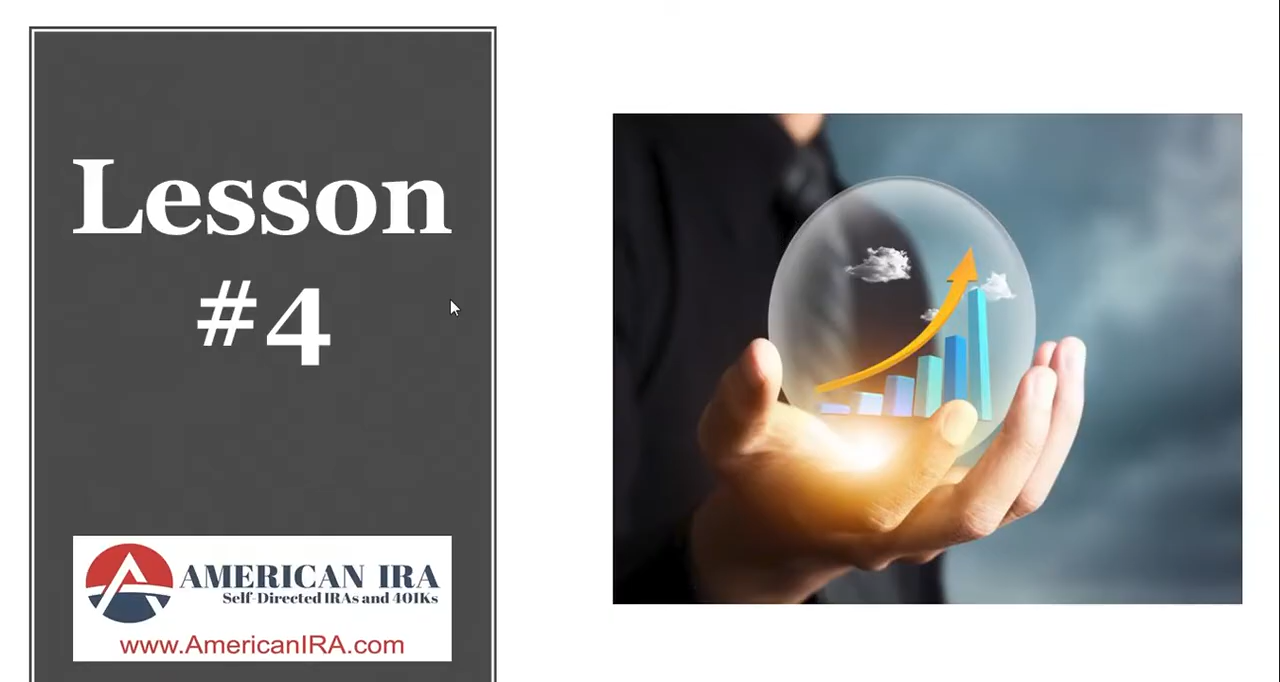 Lesson
#4
AMERICAN IRA
Self-Directed IRAs and 401Ks
www.AmericanIRA.com